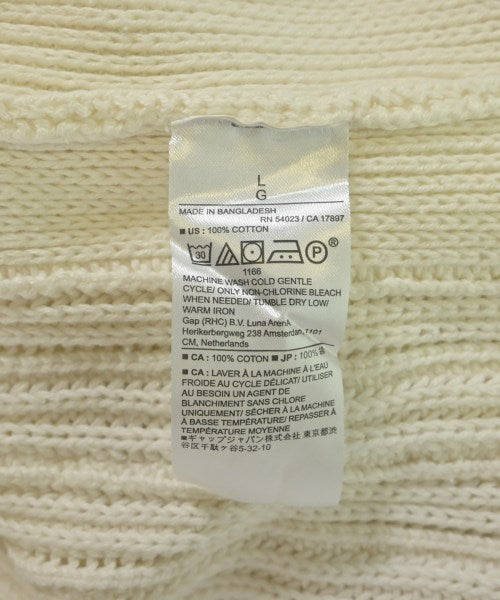 L
G
MADE IN BANGLADESH
RN 54023 / CA 17897
■ US : 100% COTTON
30 P ®
1166
MACHINE WASH COLD GENTLE
CYCLE/ ONLY NON-CHLORINE BLEACH
WHEN NEEDED/ TUMBLE DRY LOW/
WARM IRON
Gap (RHC) B.V. Luna ArenA
Herikerbergweg 238 Amsterdam 1101
CM, Netherlands
■ CA : 100% COTON ■ JP : 100% 綿
■ CA : LAVER À LA MACHINE À L'EAU
FROIDE AU CYCLE DÉLICAT/ UTILISER
AU BESOIN UN AGENT DE
BLANCHIMENT SANS CHLORE
UNIQUEMENT/ SÉCHER À LA MACHINE
À BASSE TEMPÉRATURE/ REPASSER À
TEMPÉRATURE MOYENNE
■ギャップジャパン株式会社 東京都渋
谷区千駄ヶ谷5-32-10